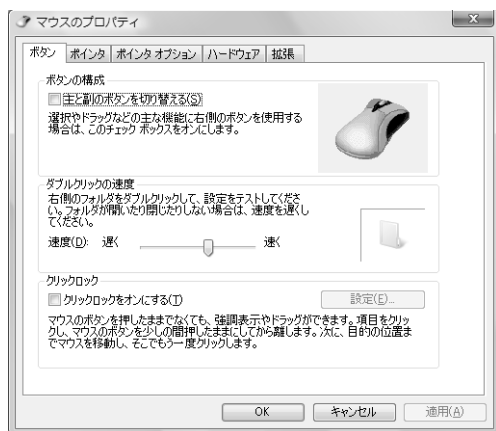 マウスのプロパティ
ボタン ポインタ ポインタ オプション ハードウェア 拡張
ボタンの構成
主と副のボタンを切り替える(S)
選択やドラッグなどの主な機能に右側のボタンを使用する
場合は、このチェック ボックスをオンにします。
ダブルクリックの速度
右側のフォルダをダブルクリックして、設定をテストしてくださ
い。フォルダが開いたり閉じたりしない場合は、速度を遅くし
てください。
速度(D): 遅く 速く
クリックロック
クリックロックをオンにする(T) 設定(E)...
マウスのボタンを押したままでなくても、強調表示やドラッグができます。項目をクリッ
クし、マウスのボタンを少しの間押したままにしてから離します。次に、目的の位置ま
でマウスを移動し、そこでもう一度クリックします。
OK キャンセル 適用(A)